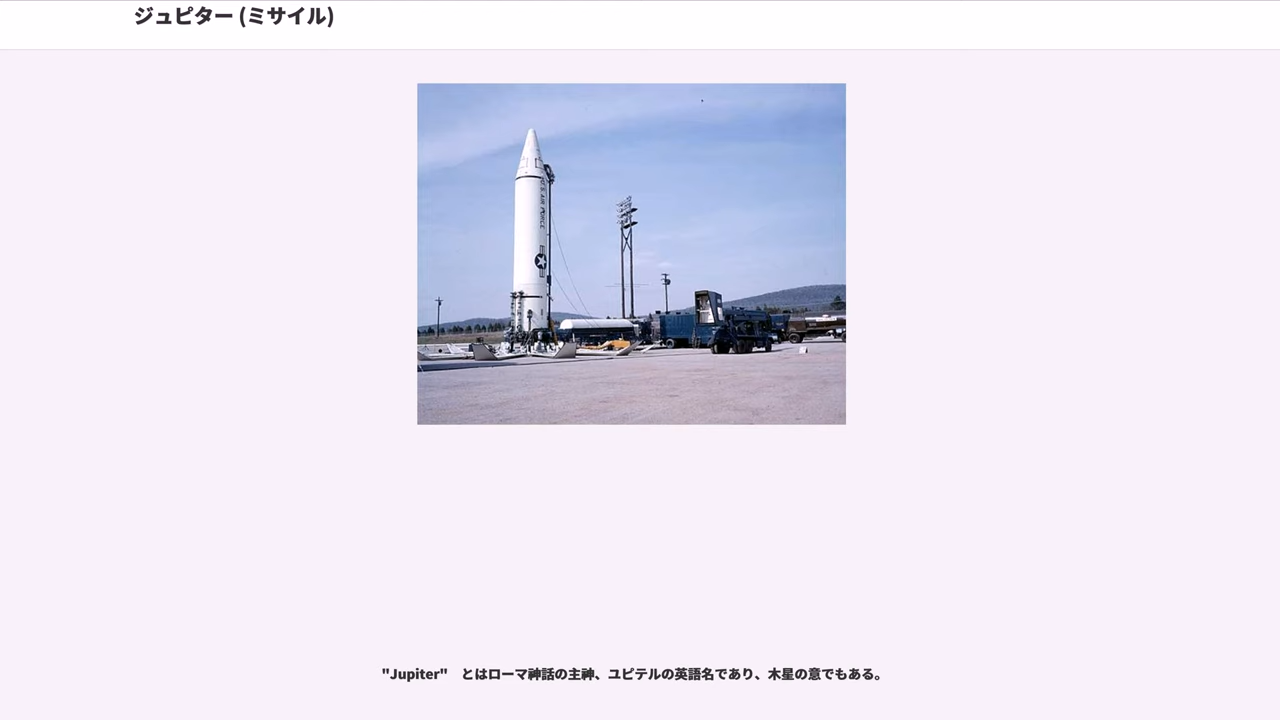 ジュピター (ミサイル)
U.S. AIR FORCE
"Jupiter"　とはローマ神話の主神、ユピテルの英語名であり、木星の意でもある。